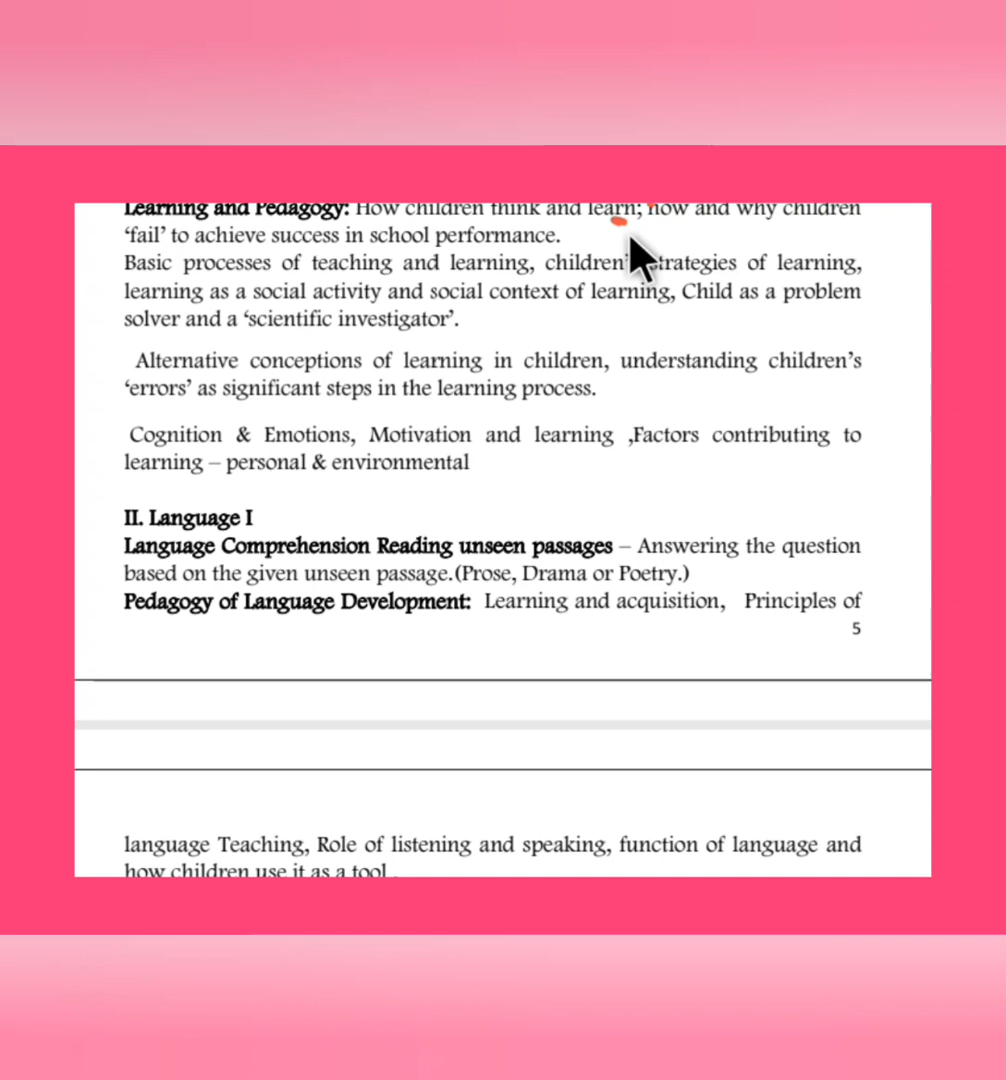 Learning and Pedagogy: How children think and learn; how and why children
‘fail’ to achieve success in school performance.
Basic processes of teaching and learning, children’s strategies of learning,
learning as a social activity and social context of learning, Child as a problem
solver and a ‘scientific investigator’.
Alternative conceptions of learning in children, understanding children’s
‘errors’ as significant steps in the learning process.
Cognition & Emotions, Motivation and learning ,Factors contributing to
learning – personal & environmental
II. Language I
Language Comprehension Reading unseen passages – Answering the question
based on the given unseen passage.(Prose, Drama or Poetry.)
Pedagogy of Language Development: Learning and acquisition, Principles of
5
language Teaching, Role of listening and speaking, function of language and
how children use it as a tool .